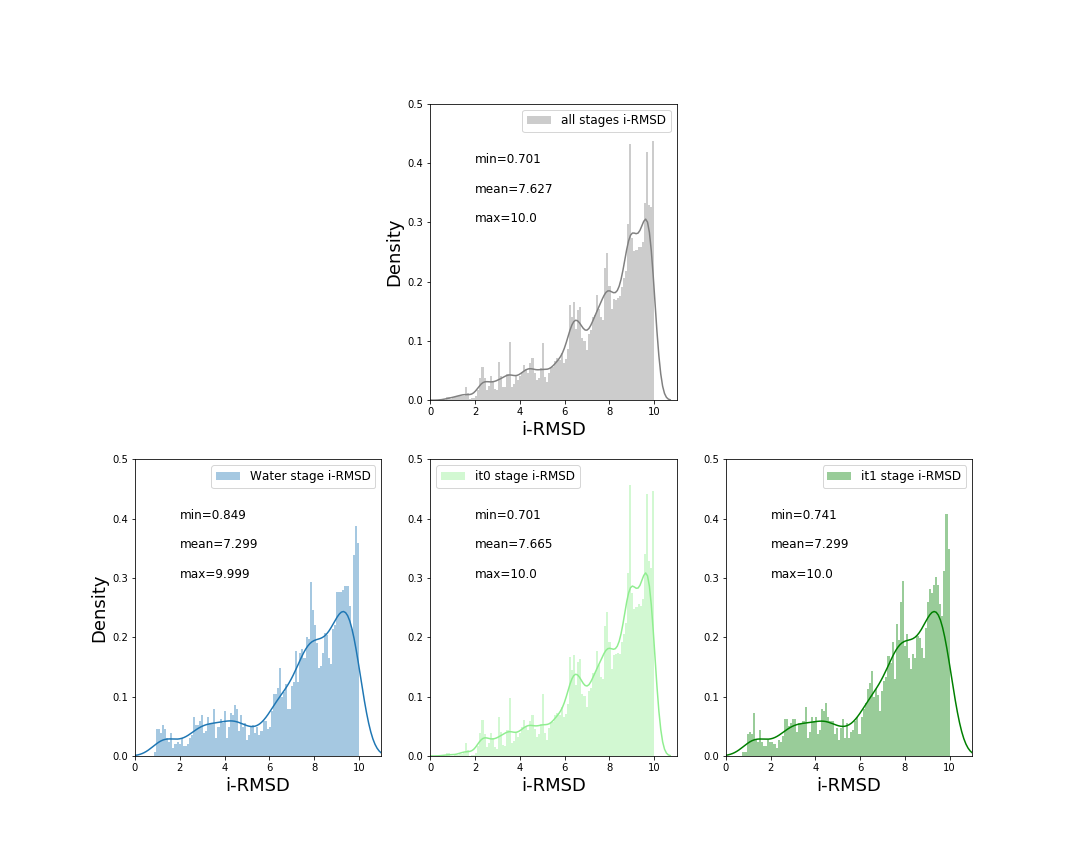 0.5
all stages i-RMSD
0.4
min=0.701
mean=7.627
0.3
max=10.0
Density
0.2
0.1
0.0
0 2 4 6 8 10
i-RMSD
0.5
Water stage i-RMSD
0.4
min=0.849
mean=7.299
0.3
max=9.999
Density
0.2
0.1
0.0
0 2 4 6 8 10
i-RMSD
0.5
it0 stage i-RMSD
0.4
min=0.701
mean=7.665
0.3
max=10.0
0.2
0.1
0.0
0 2 4 6 8 10
i-RMSD
0.5
it1 stage i-RMSD
0.4
min=0.741
mean=7.299
0.3
max=10.0
0.2
0.1
0.0
0 2 4 6 8 10
i-RMSD